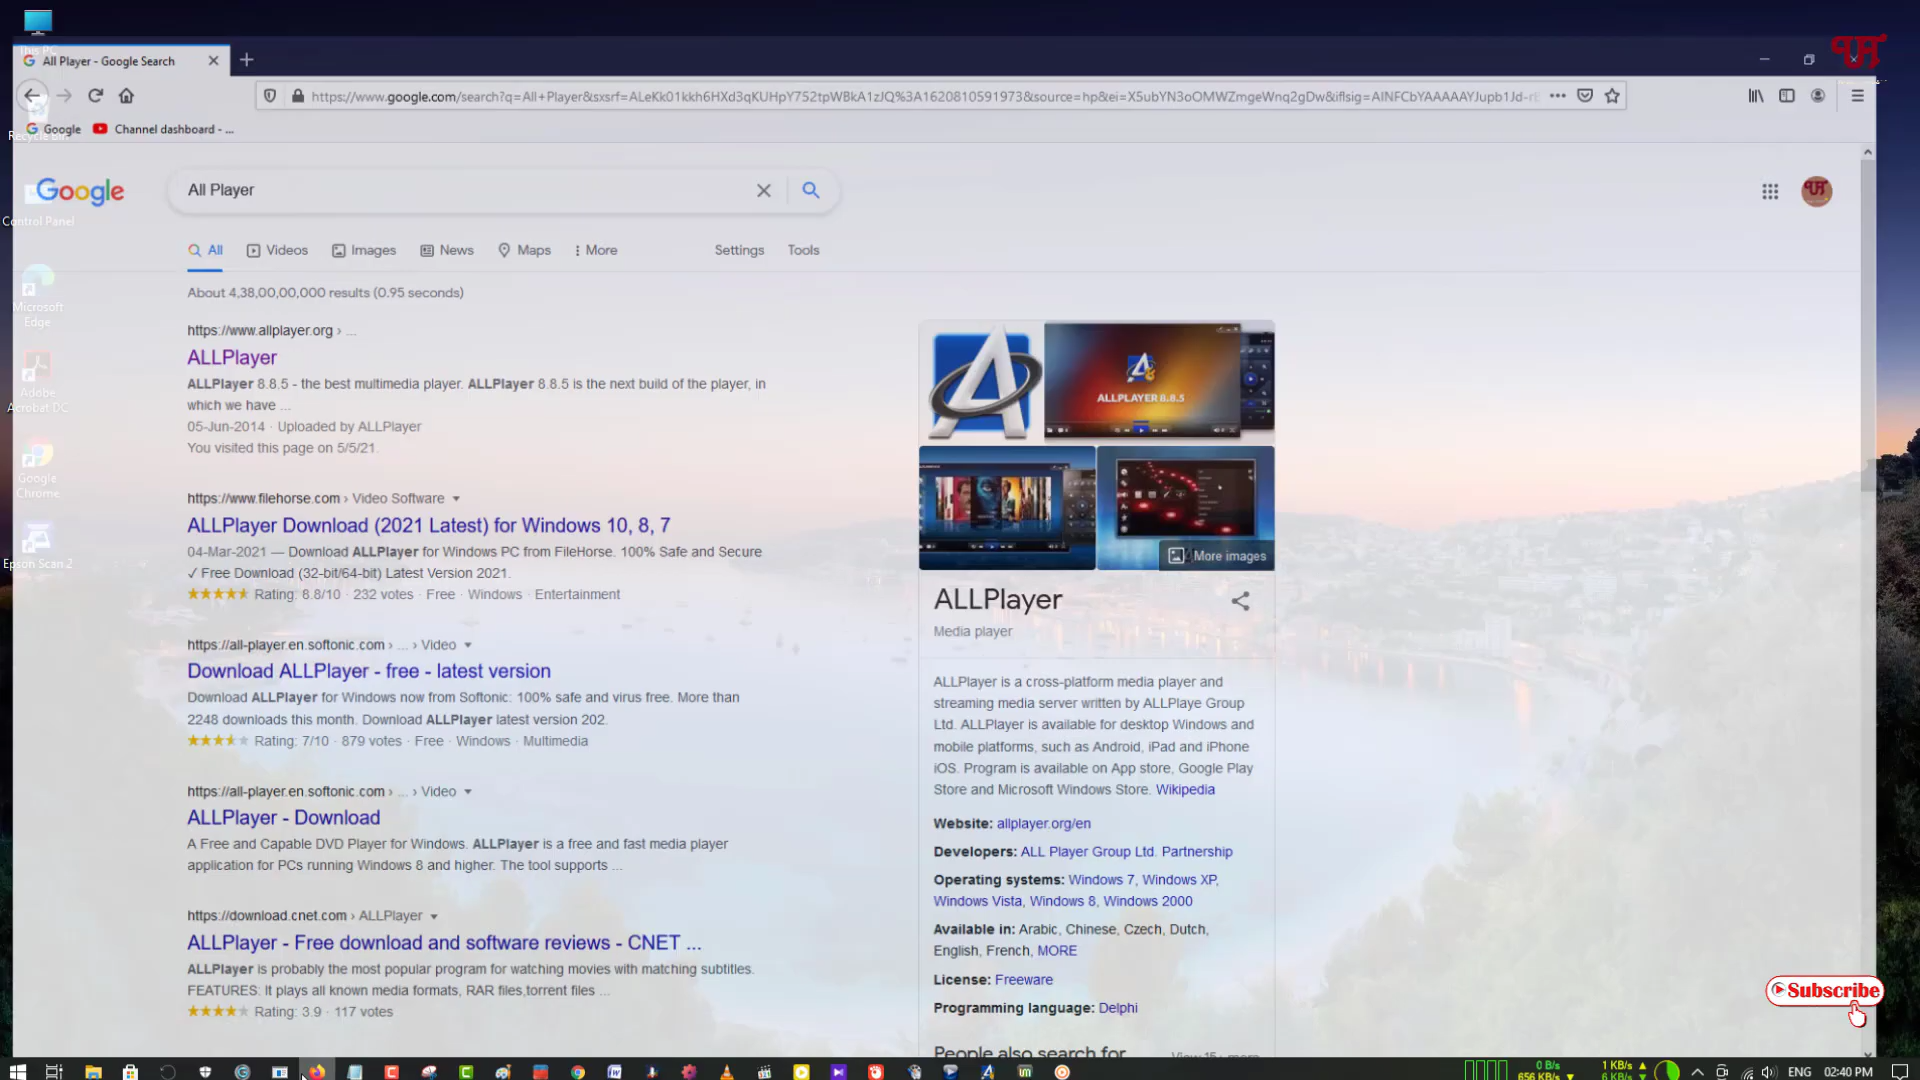 This PC
All Player - Google Search
https://www.google.com/search?q=All+Player&sxsrf=ALeKk01kkh6HXd3qKUHpY752tpWBkA1zJQ%3A1620810591973&source=hp&ei=X5ubYN3oOMWZmgeWnq2gDw&iflsig=AINFCbYAAAAAYJupb1Jd-rE
Google
Channel dashboard - ...
Recycle Bin
Google
All Player
Control Panel
All
Videos
Images
News
Maps
More
Settings
Tools
About 4,38,00,00,000 results (0.95 seconds)
Microsoft
Edge
https://www.allplayer.org › ...
ALLPlayer
ALLPlayer 8.8.5 - the best multimedia player. ALLPlayer 8.8.5 is the next build of the player, in
which we have ...
05-Jun-2014 · Uploaded by ALLPlayer
You visited this page on 5/5/21.
Adobe
Acrobat DC
Google
Chrome
https://www.filehorse.com › Video Software
ALLPlayer Download (2021 Latest) for Windows 10, 8, 7
04-Mar-2021 — Download ALLPlayer for Windows PC from FileHorse. 100% Safe and Secure
✓ Free Download (32-bit/64-bit) Latest Version 2021.
Rating: 8.8/10 · 232 votes · Free · Windows · Entertainment
Epson Scan 2
https://all-player.en.softonic.com › ... › Video
Download ALLPlayer - free - latest version
Download ALLPlayer for Windows now from Softonic: 100% safe and virus free. More than
2248 downloads this month. Download ALLPlayer latest version 202.
Rating: 7/10 · 879 votes · Free · Windows · Multimedia
https://all-player.en.softonic.com › ... › Video
ALLPlayer - Download
A Free and Capable DVD Player for Windows. ALLPlayer is a free and fast media player
application for PCs running Windows 8 and higher. The tool supports ...
https://download.cnet.com › ALLPlayer
ALLPlayer - Free download and software reviews - CNET ...
ALLPlayer is probably the most popular program for watching movies with matching subtitles.
FEATURES: It plays all known media formats, RAR files,torrent files ...
Rating: 3.9 · 117 votes
ALLPLAYER 8.8.5
More images
ALLPlayer
Media player
ALLPlayer is a cross-platform media player and
streaming media server written by ALLPlaye Group
Ltd. ALLPlayer is available for desktop Windows and
mobile platforms, such as Android, iPad and iPhone
iOS. Program is available on App store, Google Play
Store and Microsoft Windows Store. Wikipedia
Website: allplayer.org/en
Developers: ALL Player Group Ltd. Partnership
Operating systems: Windows 7, Windows XP,
Windows Vista, Windows 8, Windows 2000
Available in: Arabic, Chinese, Czech, Dutch,
English, French, MORE
License: Freeware
Programming language: Delphi
People also search for
View 15+ more
Subscribe
0 B/s
656 KB/s
1 KB/s
6 KB/s
ENG
02:40 PM